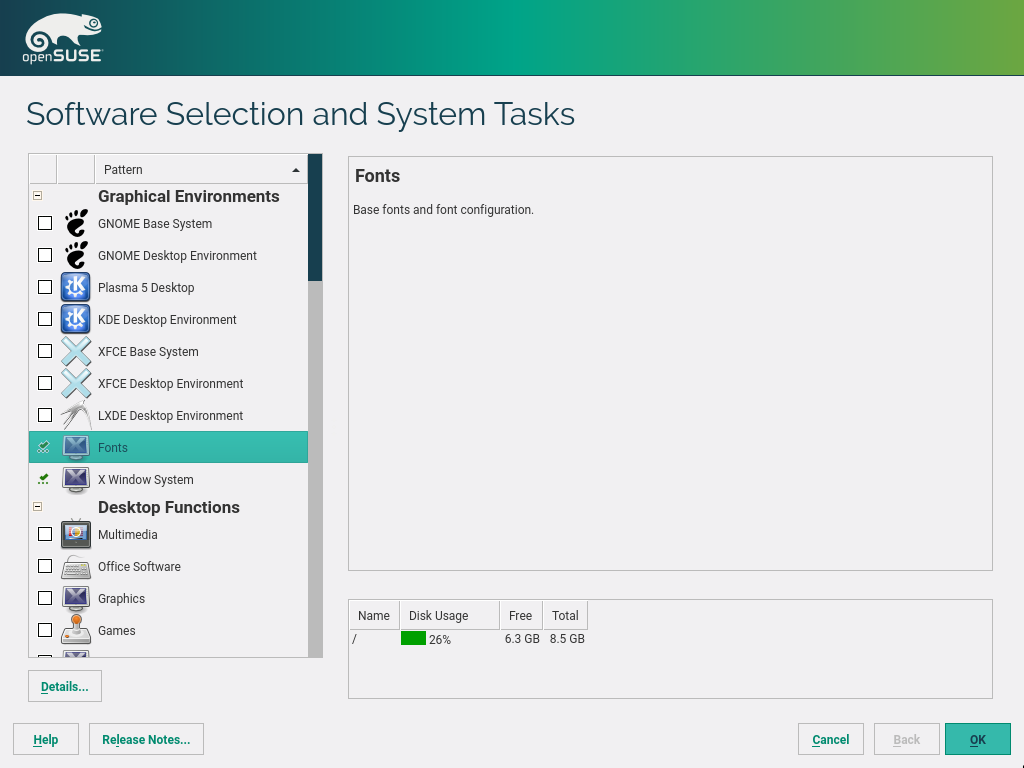 openSUSE
Software Selection and System Tasks
Pattern
Graphical Environments
GNOME Base System
GNOME Desktop Environment
Plasma 5 Desktop
KDE Desktop Environment
XFCE Base System
XFCE Desktop Environment
LXDE Desktop Environment
Fonts
X Window System
Desktop Functions
Multimedia
Office Software
Graphics
Games
Details...
Fonts
Base fonts and font configuration.
Name Disk Usage Free Total
/ 26% 6.3 GB 8.5 GB
Help Release Notes... Cancel Back OK